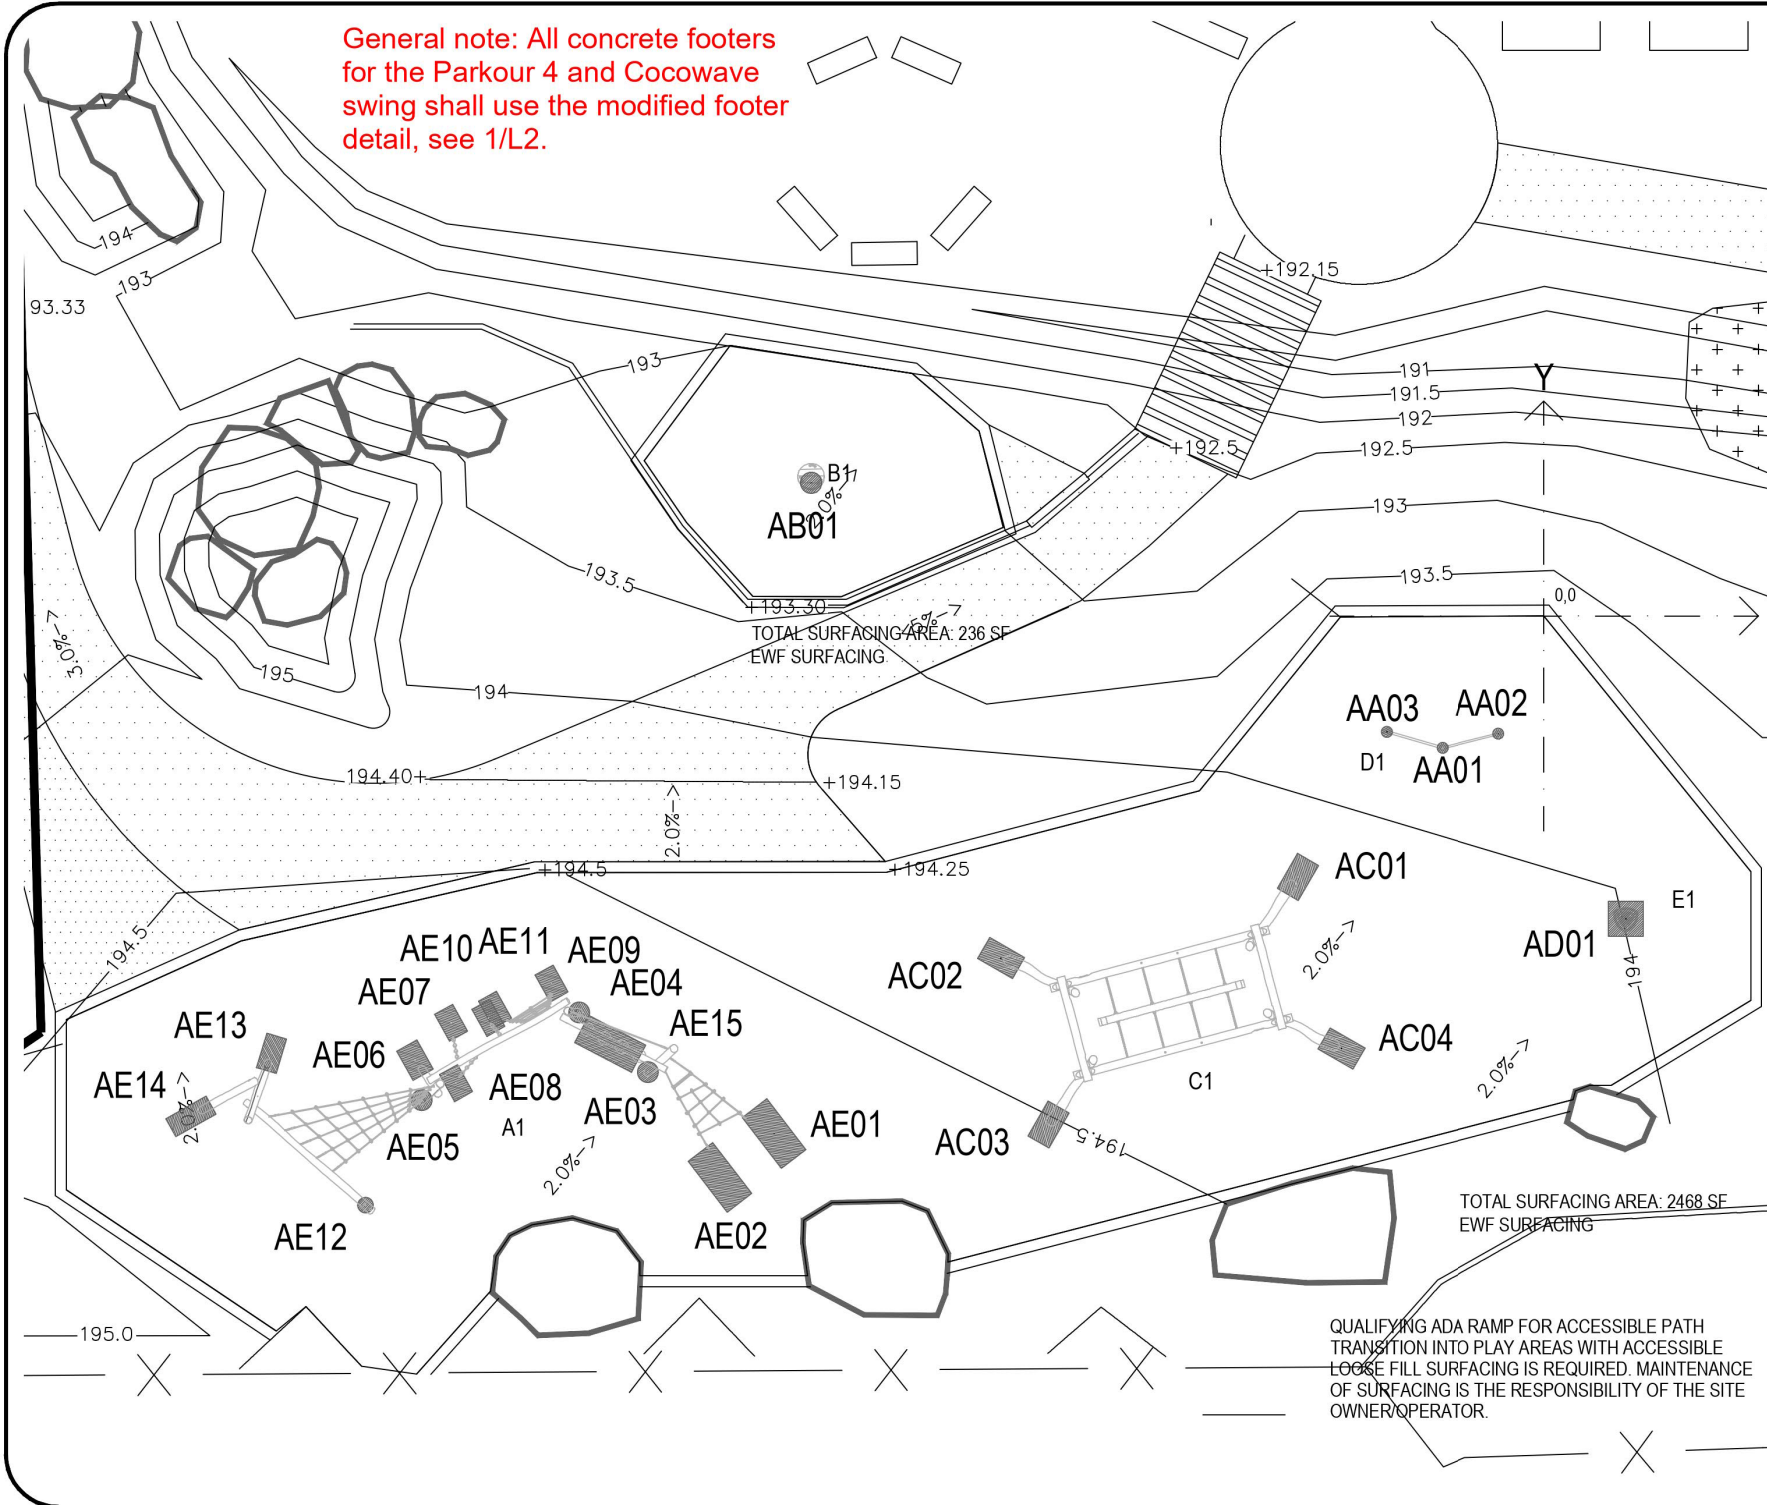 General note: All concrete footers
for the Parkour 4 and Cocowave
swing shall use the modified footer
detail, see 1/L2.
194
193
93.33
+192.15
193
191
Y
191.5
192
+192.5
192.5
B1
2.0%-->
AB01
193
193.5
193.5
0,0
+193.30
5%-->
TOTAL SURFACING AREA: 236 SF
EWF SURFACING
3.0%-->
195
194
AA03
AA02
D1
AA01
194.40+
+194.15
2.0%-->
+194.5
+194.25
AC01
E1
194.5
AE10
AE11
AE09
AD01
AC02
2.0%-->
194
AE07
AE04
AE13
AE15
AE06
AC04
AE14
2.0%-->
AE08
C1
2.0%-->
AE03
A1
AE01
AE05
AC03
194.5
2.0%-->
AE12
AE02
TOTAL SURFACING AREA: 2468 SF
EWF SURFACING
195.0
QUALIFYING ADA RAMP FOR ACCESSIBLE PATH
TRANSITION INTO PLAY AREAS WITH ACCESSIBLE
LOOSE FILL SURFACING IS REQUIRED. MAINTENANCE
OF SURFACING IS THE RESPONSIBILITY OF THE SITE
OWNER/OPERATOR.